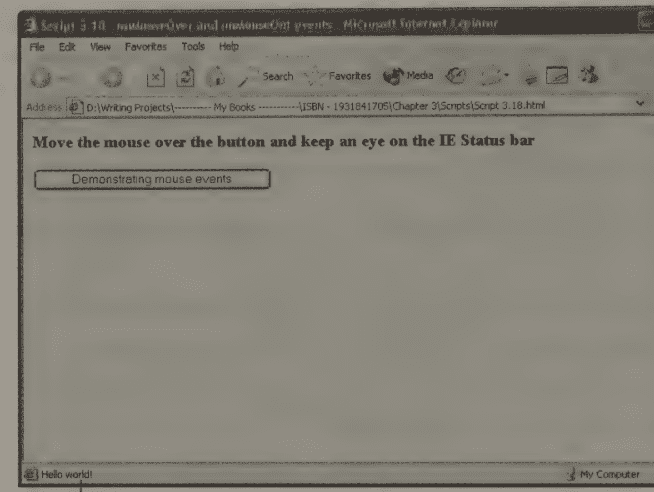 Script 3.18 onMouseOver and onMouseOut events Microsoft Internet Explorer
File Edit View Favorites Tools Help
Search Favorites Media
Address D:\Writing Projects\---------- My Books -----------\ISBN - 1931841705\Chapter 3\Scripts\Script 3.18.html
Move the mouse over the button and keep an eye on the IE Status bar
Demonstrating mouse events
Hello world! My Computer